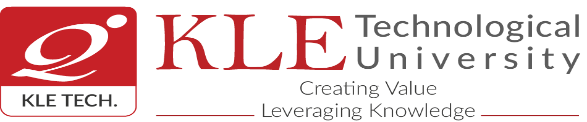 KLE TECH.
KLE Technological
University
Creating Value
Leveraging Knowledge